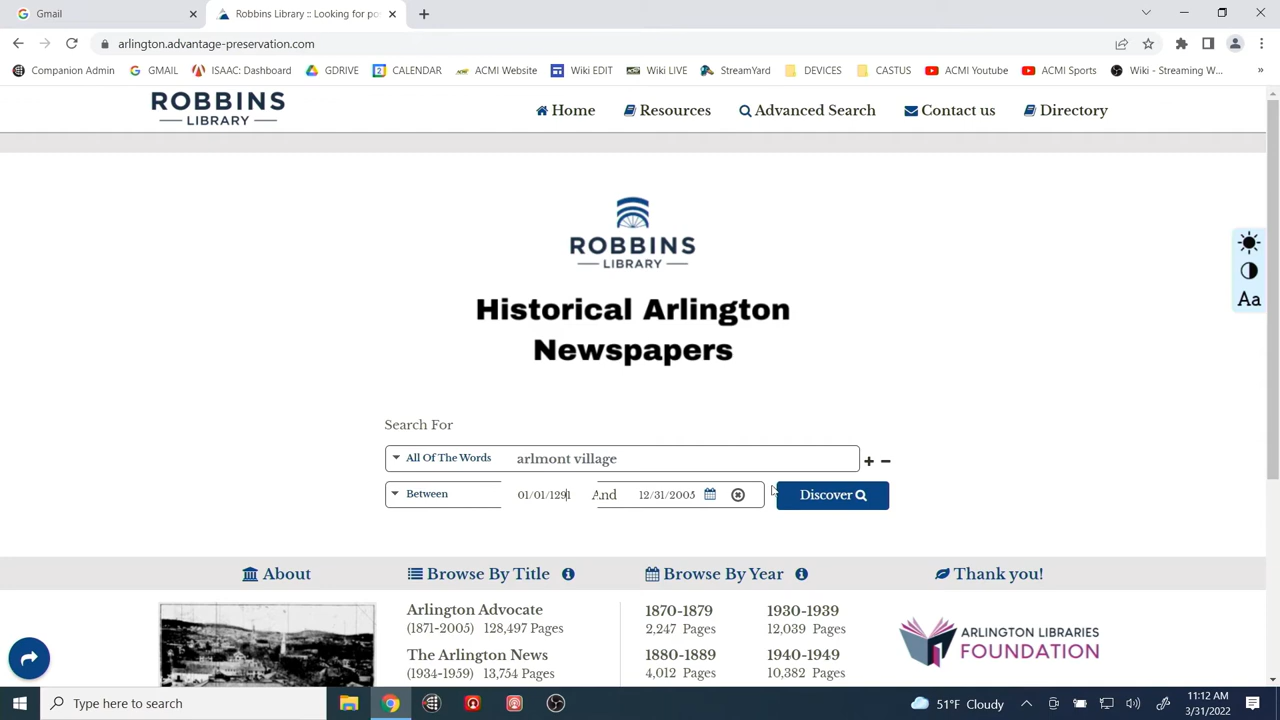 Gmail
Robbins Library :: Looking for po
arlington.advantage-preservation.com
Companion Admin GMAIL ISAAC: Dashboard GDRIVE CALENDAR ACMI Website Wiki EDIT Wiki LIVE StreamYard DEVICES CASTUS ACMI Youtube ACMI Sports Wiki - Streaming W... »
ROBBINS
LIBRARY
Home Resources Advanced Search Contact us Directory
ROBBINS
LIBRARY
Aa
Historical Arlington
Newspapers
Search For
All Of The Words arlmont village + −
Between 01/01/1291 And 12/31/2005 Discover
About Browse By Title Browse By Year Thank you!
Arlington Advocate 1870-1879 1930-1939
(1871-2005) 128,497 Pages 2,247 Pages 12,039 Pages
ARLINGTON LIBRARIES
FOUNDATION
The Arlington News 1880-1889 1940-1949
(1934-1959) 13,754 Pages 4,012 Pages 10,382 Pages
Type here to search
51°F Cloudy
11:12 AM
3/31/2022